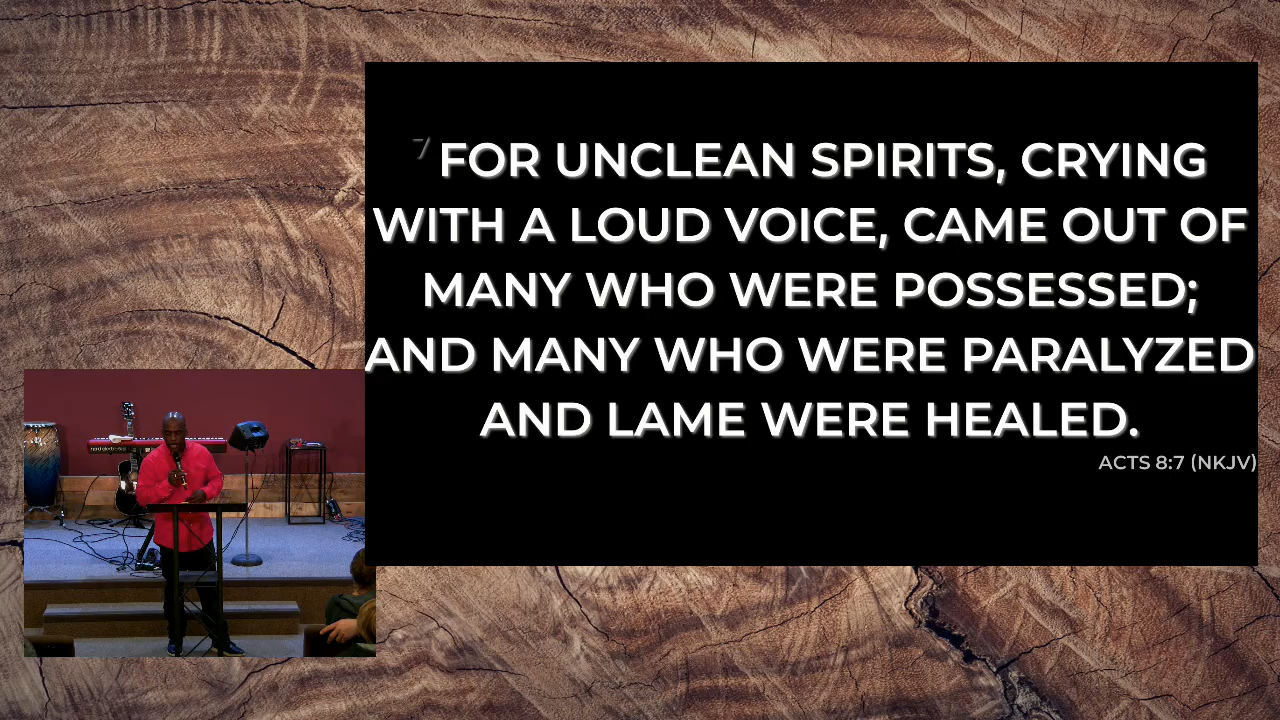 7 FOR UNCLEAN SPIRITS, CRYING
WITH A LOUD VOICE, CAME OUT OF
MANY WHO WERE POSSESSED;
AND MANY WHO WERE PARALYZED
AND LAME WERE HEALED.
ACTS 8:7 (NKJV)